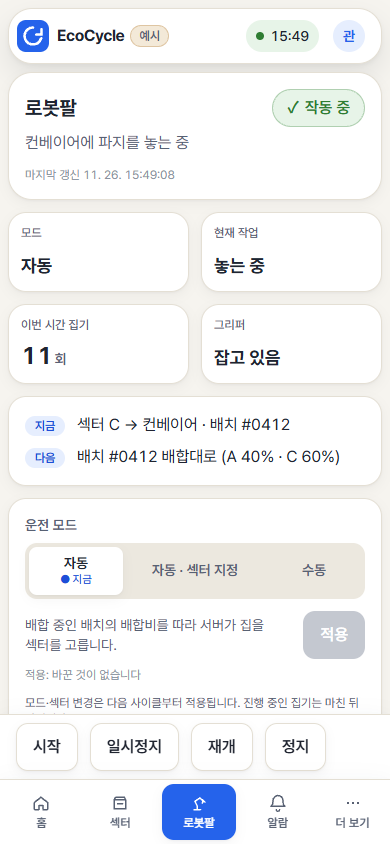 EcoCycle 예시 15:49 관
로봇팔
✓ 작동 중
컨베이어에 파지를 놓는 중
마지막 갱신 11. 26. 15:49:08
모드
자동
현재 작업
놓는 중
이번 시간 집기
11회
그리퍼
잡고 있음
지금 섹터 C → 컨베이어 · 배치 #0412
다음 배치 #0412 배합대로 (A 40% · C 60%)
운전 모드
자동
지금
자동 · 섹터 지정
수동
배합 중인 배치의 배합비를 따라 서버가 집을
섹터를 고릅니다.
적용
적용: 바꾼 것이 없습니다
모드·섹터 변경은 다음 사이클부터 적용됩니다. 진행 중인 집기는 마친 뒤
시작 일시정지 재개 정지
홈 섹터 로봇팔 알람 더 보기